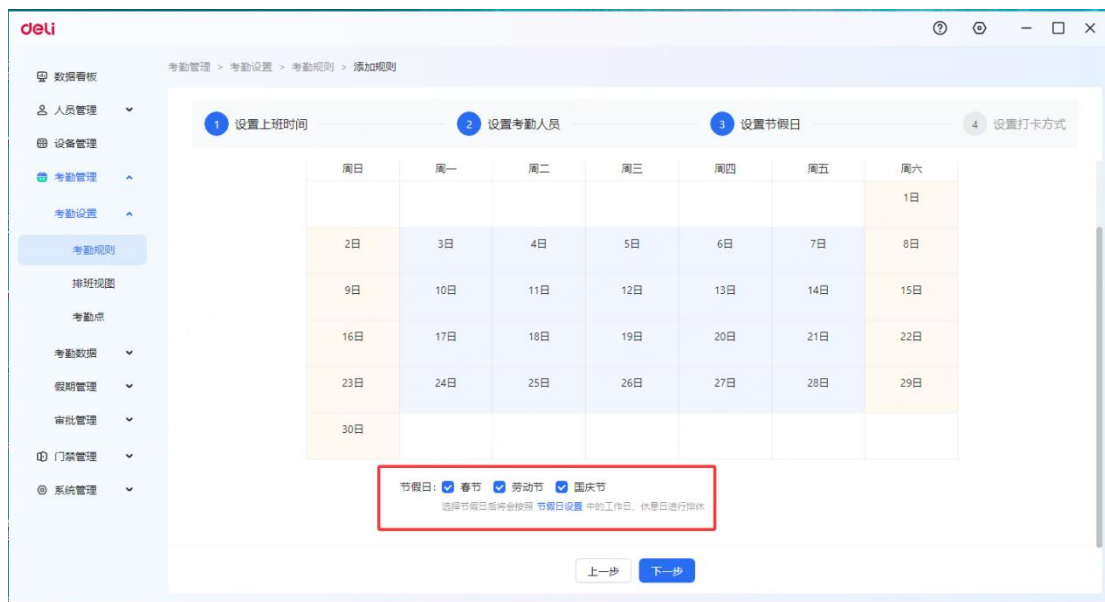 deli
考勤管理 > 考勤设置 > 考勤规则 > 添加规则
数据看板
人员管理
设备管理
考勤管理
考勤设置
考勤规则
排班视图
考勤点
考勤数据
假期管理
审批管理
门禁管理
系统管理
1 设置上班时间 2 设置考勤人员 3 设置节假日 4 设置打卡方式
周日 周一 周二 周三 周四 周五 周六
1日
2日 3日 4日 5日 6日 7日 8日
9日 10日 11日 12日 13日 14日 15日
16日 17日 18日 19日 20日 21日 22日
23日 24日 25日 26日 27日 28日 29日
30日
节假日: 春节 劳动节 国庆节
选择节假日后将会按照 节假日设置 中的工作日、休息日进行排休
上一步 下一步